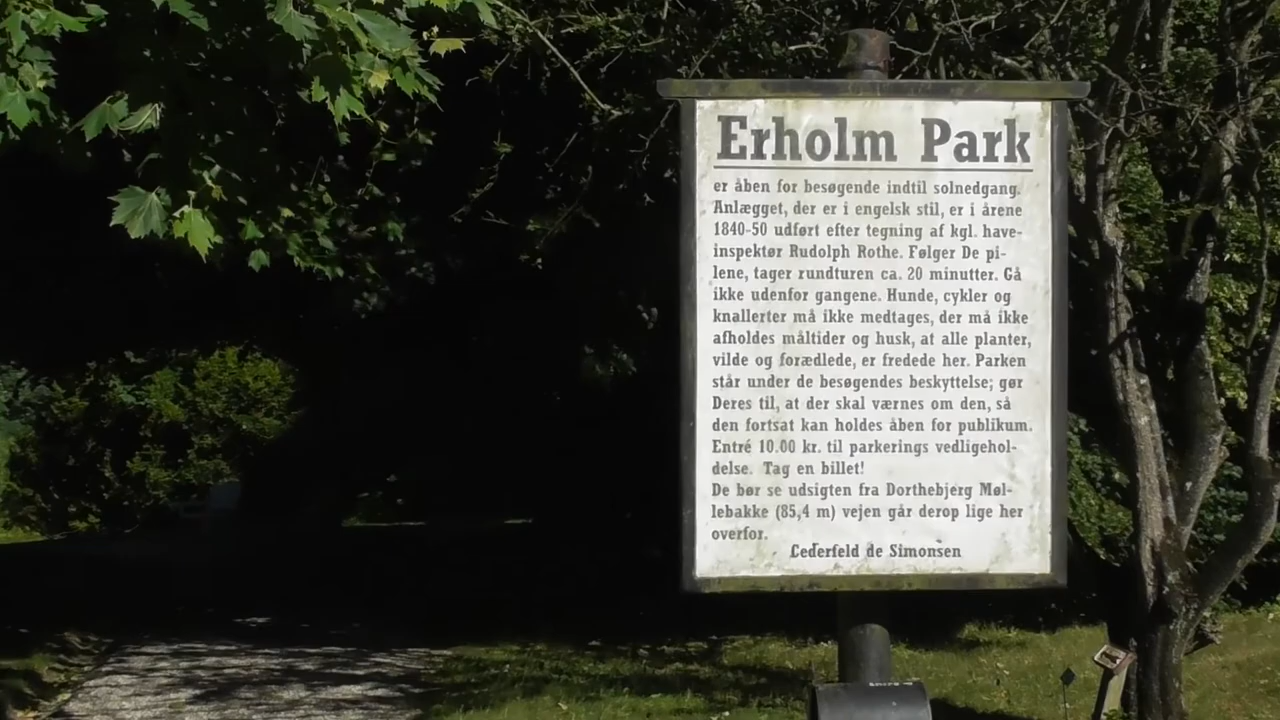 Erholm Park
er åben for besøgende indtil solnedgang.
Anlægget, der er i engelsk stil, er i årene
1840-50 udført efter tegning af kgl. have-
inspektør Rudolph Rothe. Følger De pi-
lene, tager rundturen ca. 20 minutter. Gå
ikke udenfor gangene. Hunde, cykler og
knallerter må ikke medtages, der må ikke
afholdes måltider og husk, at alle planter,
vilde og forædlede, er fredede her. Parken
står under de besøgendes beskyttelse; gør
Deres til, at der skal værnes om den, så
den fortsat kan holdes åben for publikum.
Entré 10.00 kr. til parkerings vedligehol-
delse. Tag en billet!
De bør se udsigten fra Dorthebjerg Møl-
lebakke (85,4 m) vejen går derop lige her
overfor.
Cederfeld de Simonsen